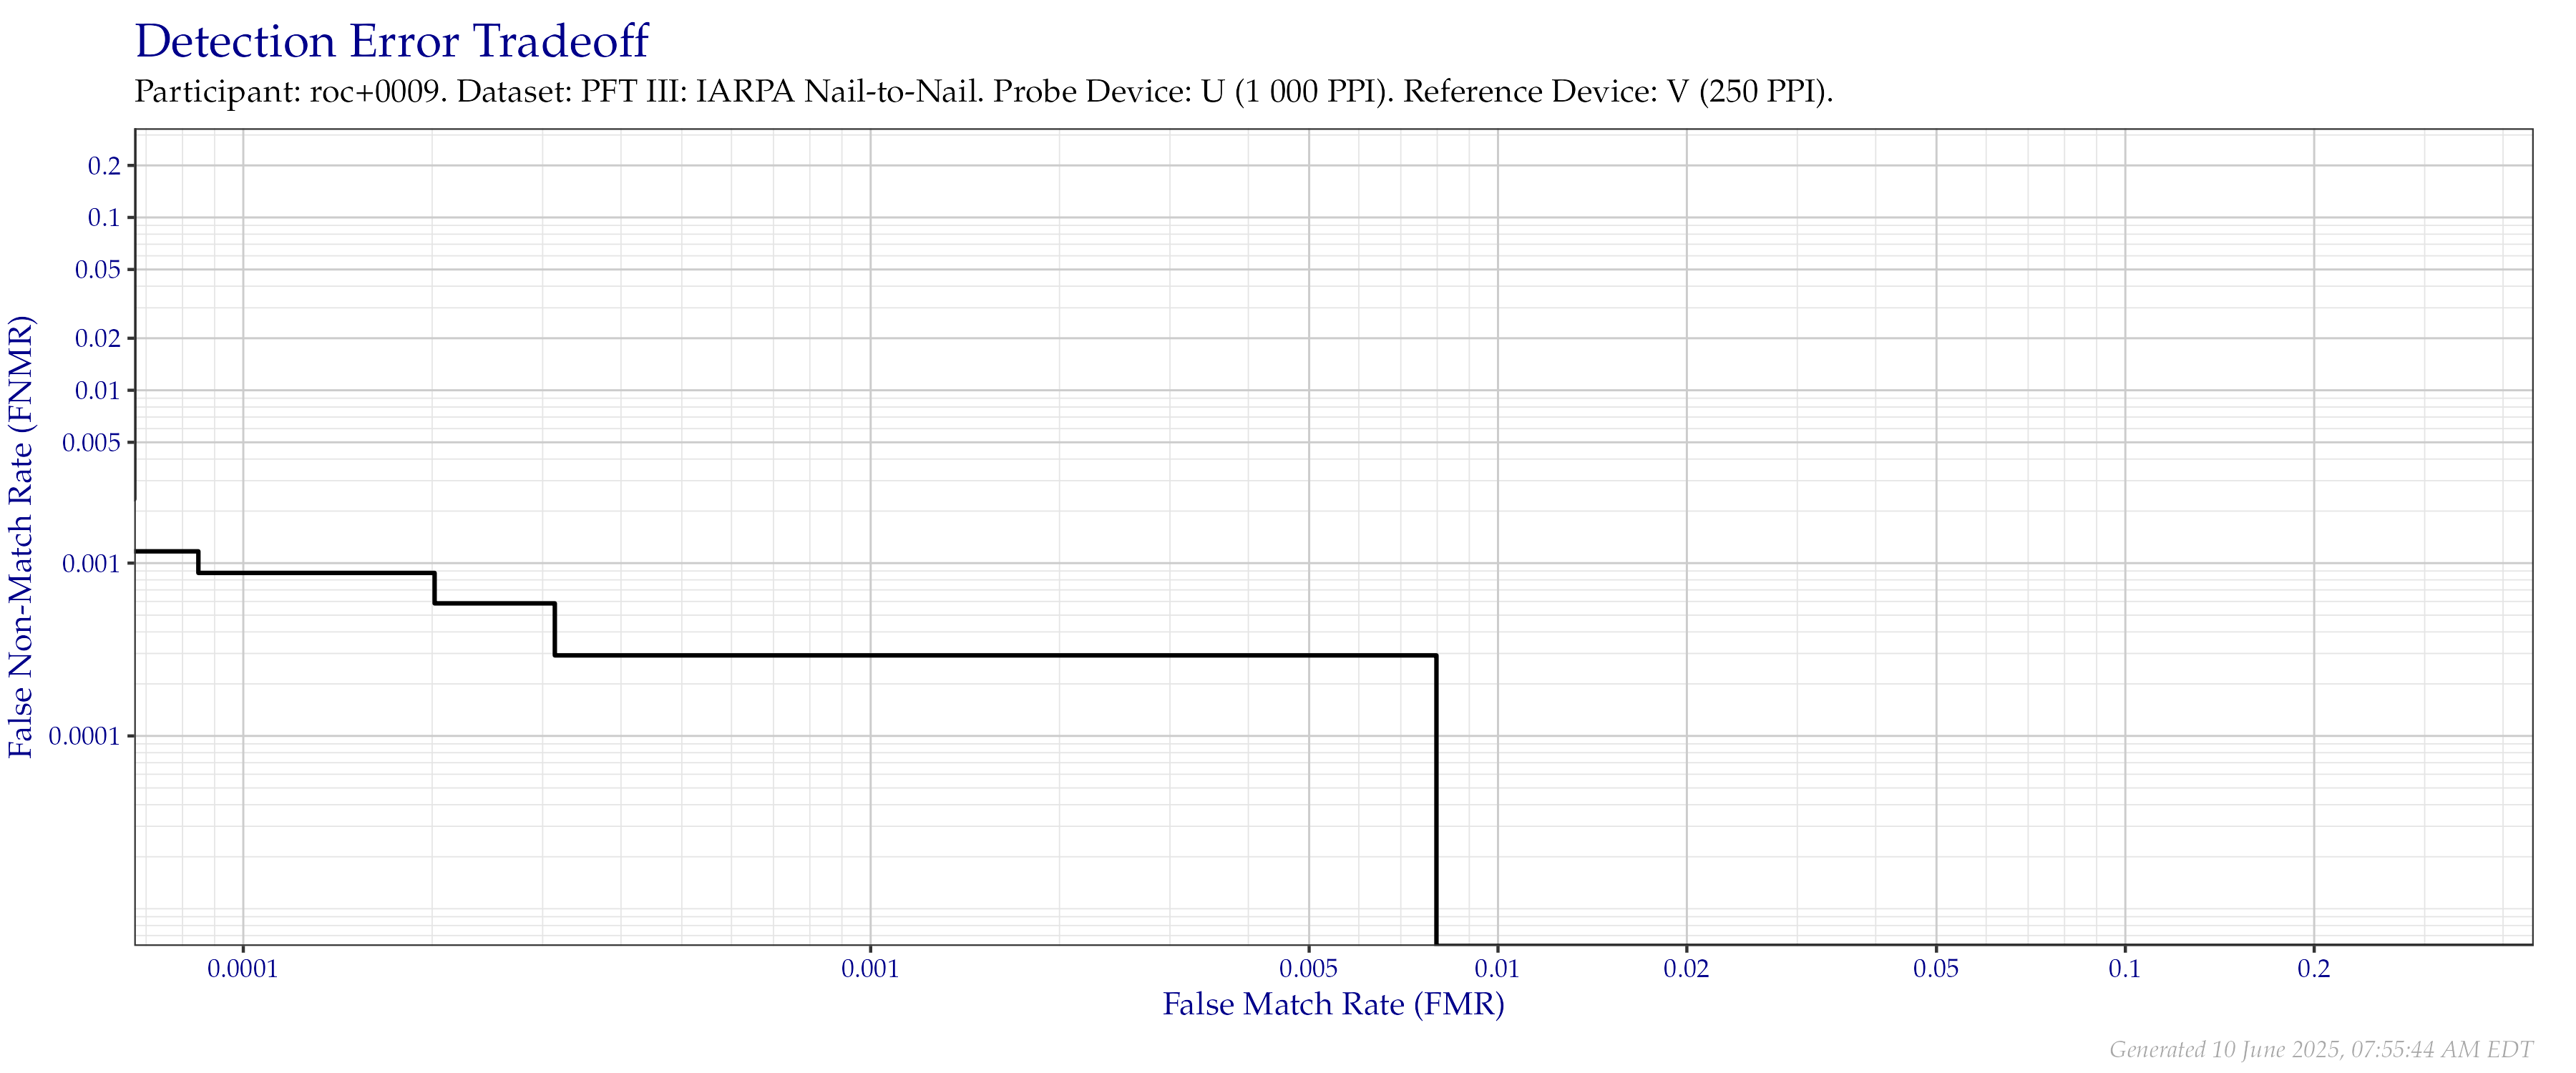 Detection Error Tradeoff
Participant: roc+0009. Dataset: PFT III: IARPA Nail-to-Nail. Probe Device: U (1 000 PPI). Reference Device: V (250 PPI).
False Non-Match Rate (FNMR)
0.2
0.1
0.05
0.02
0.01
0.005
0.001
0.0001
0.0001 0.001 0.005 0.01 0.02 0.05 0.1 0.2
False Match Rate (FMR)
Generated 10 June 2025, 07:55:44 AM EDT